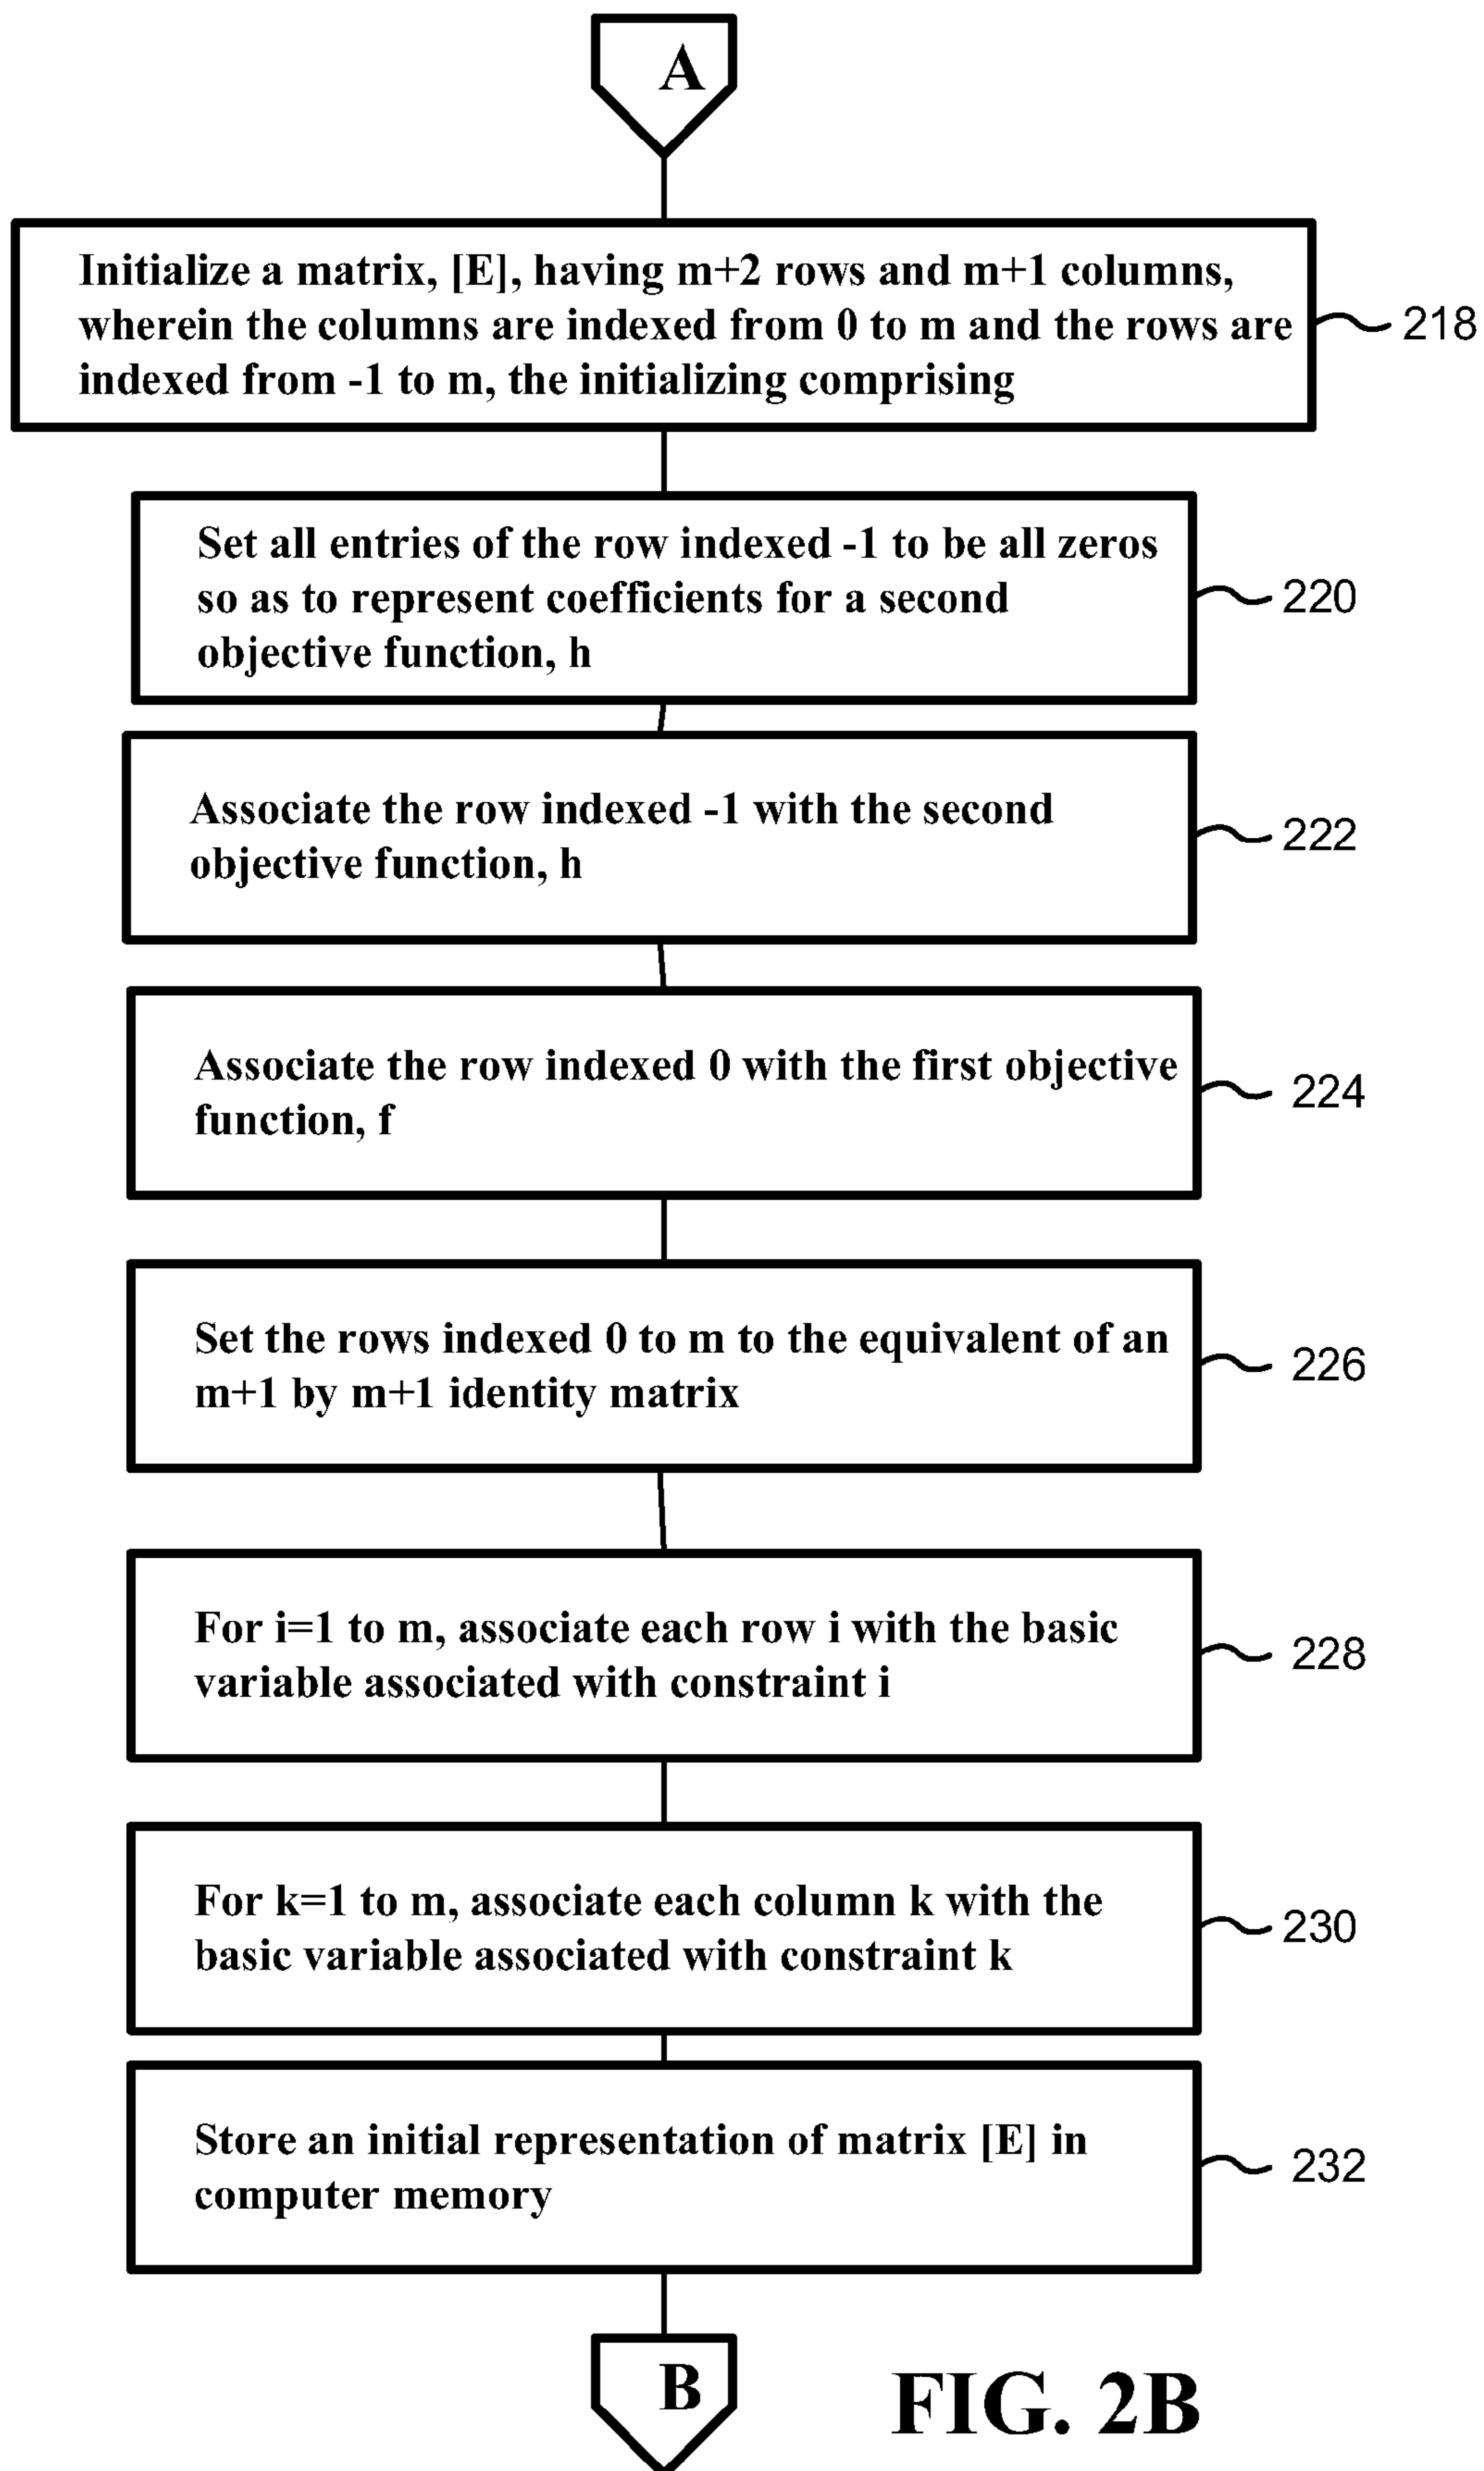 A
Initialize a matrix, [E], having m+2 rows and m+1 columns,
wherein the columns are indexed from 0 to m and the rows are
indexed from -1 to m, the initializing comprising
218
Set all entries of the row indexed -1 to be all zeros
so as to represent coefficients for a second
objective function, h
220
Associate the row indexed -1 with the second
objective function, h
222
Associate the row indexed 0 with the first objective
function, f
224
Set the rows indexed 0 to m to the equivalent of an
m+1 by m+1 identity matrix
226
For i=1 to m, associate each row i with the basic
variable associated with constraint i
228
For k=1 to m, associate each column k with the
basic variable associated with constraint k
230
Store an initial representation of matrix [E] in
computer memory
232
B
FIG. 2B